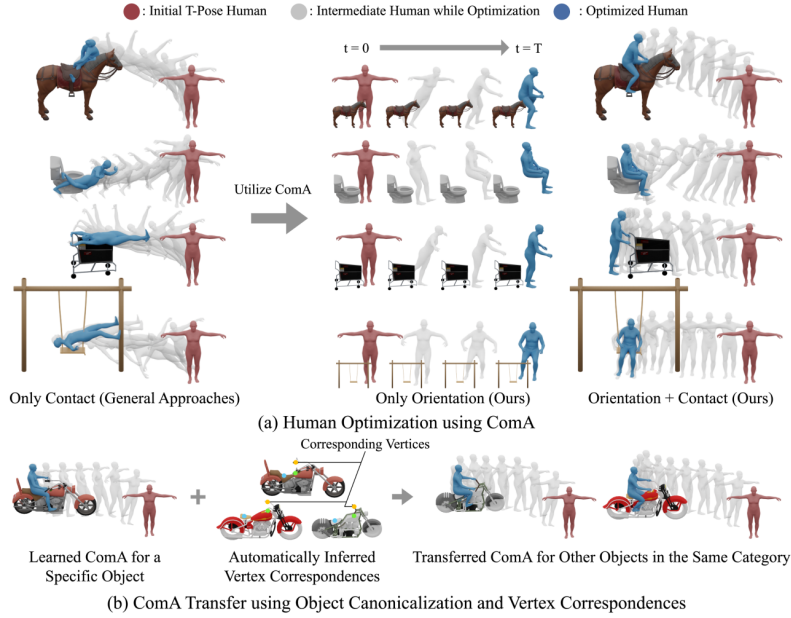 : Initial T-Pose Human : Intermediate Human while Optimization : Optimized Human
t = 0 t = T
Utilize ComA
Only Contact (General Approaches) Only Orientation (Ours) Orientation + Contact (Ours)
(a) Human Optimization using ComA
Corresponding Vertices
Learned ComA for a
Specific Object
Automatically Inferred
Vertex Correspondences
Transferred ComA for Other Objects in the Same Category
(b) ComA Transfer using Object Canonicalization and Vertex Correspondences